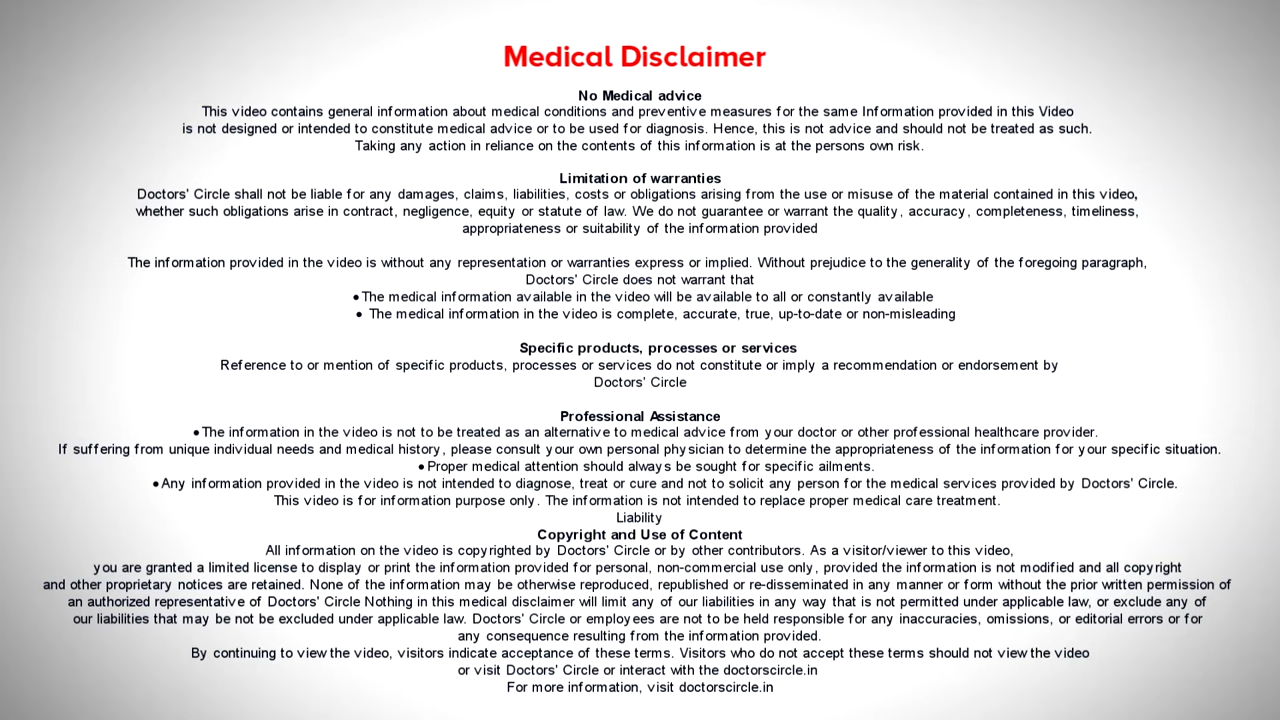 Medical Disclaimer
No Medical advice
This video contains general information about medical conditions and preventive measures for the same Information provided in this Video
is not designed or intended to constitute medical advice or to be used for diagnosis. Hence, this is not advice and should not be treated as such.
Taking any action in reliance on the contents of this information is at the persons own risk.
Limitation of warranties
Doctors' Circle shall not be liable for any damages, claims, liabilities, costs or obligations arising from the use or misuse of the material contained in this video,
whether such obligations arise in contract, negligence, equity or statute of law. We do not guarantee or warrant the quality, accuracy, completeness, timeliness,
appropriateness or suitability of the information provided
The information provided in the video is without any representation or warranties express or implied. Without prejudice to the generality of the foregoing paragraph,
Doctors' Circle does not warrant that
•The medical information available in the video will be available to all or constantly available
• The medical information in the video is complete, accurate, true, up-to-date or non-misleading
Specific products, processes or services
Reference to or mention of specific products, processes or services do not constitute or imply a recommendation or endorsement by
Doctors' Circle
Professional Assistance
•The information in the video is not to be treated as an alternative to medical advice from your doctor or other professional healthcare provider.
If suffering from unique individual needs and medical history, please consult your own personal physician to determine the appropriateness of the information for your specific situation.
•Proper medical attention should always be sought for specific ailments.
•Any information provided in the video is not intended to diagnose, treat or cure and not to solicit any person for the medical services provided by Doctors' Circle.
This video is for information purpose only. The information is not intended to replace proper medical care treatment.
Liability
Copyright and Use of Content
All information on the video is copyrighted by Doctors' Circle or by other contributors. As a visitor/viewer to this video,
you are granted a limited license to display or print the information provided for personal, non-commercial use only, provided the information is not modified and all copyright
and other proprietary notices are retained. None of the information may be otherwise reproduced, republished or re-disseminated in any manner or form without the prior written permission of
an authorized representative of Doctors' Circle Nothing in this medical disclaimer will limit any of our liabilities in any way that is not permitted under applicable law, or exclude any of
our liabilities that may be not be excluded under applicable law. Doctors' Circle or employees are not to be held responsible for any inaccuracies, omissions, or editorial errors or for
any consequence resulting from the information provided.
By continuing to view the video, visitors indicate acceptance of these terms. Visitors who do not accept these terms should not view the video
or visit Doctors' Circle or interact with the doctorscircle.in
For more information, visit doctorscircle.in